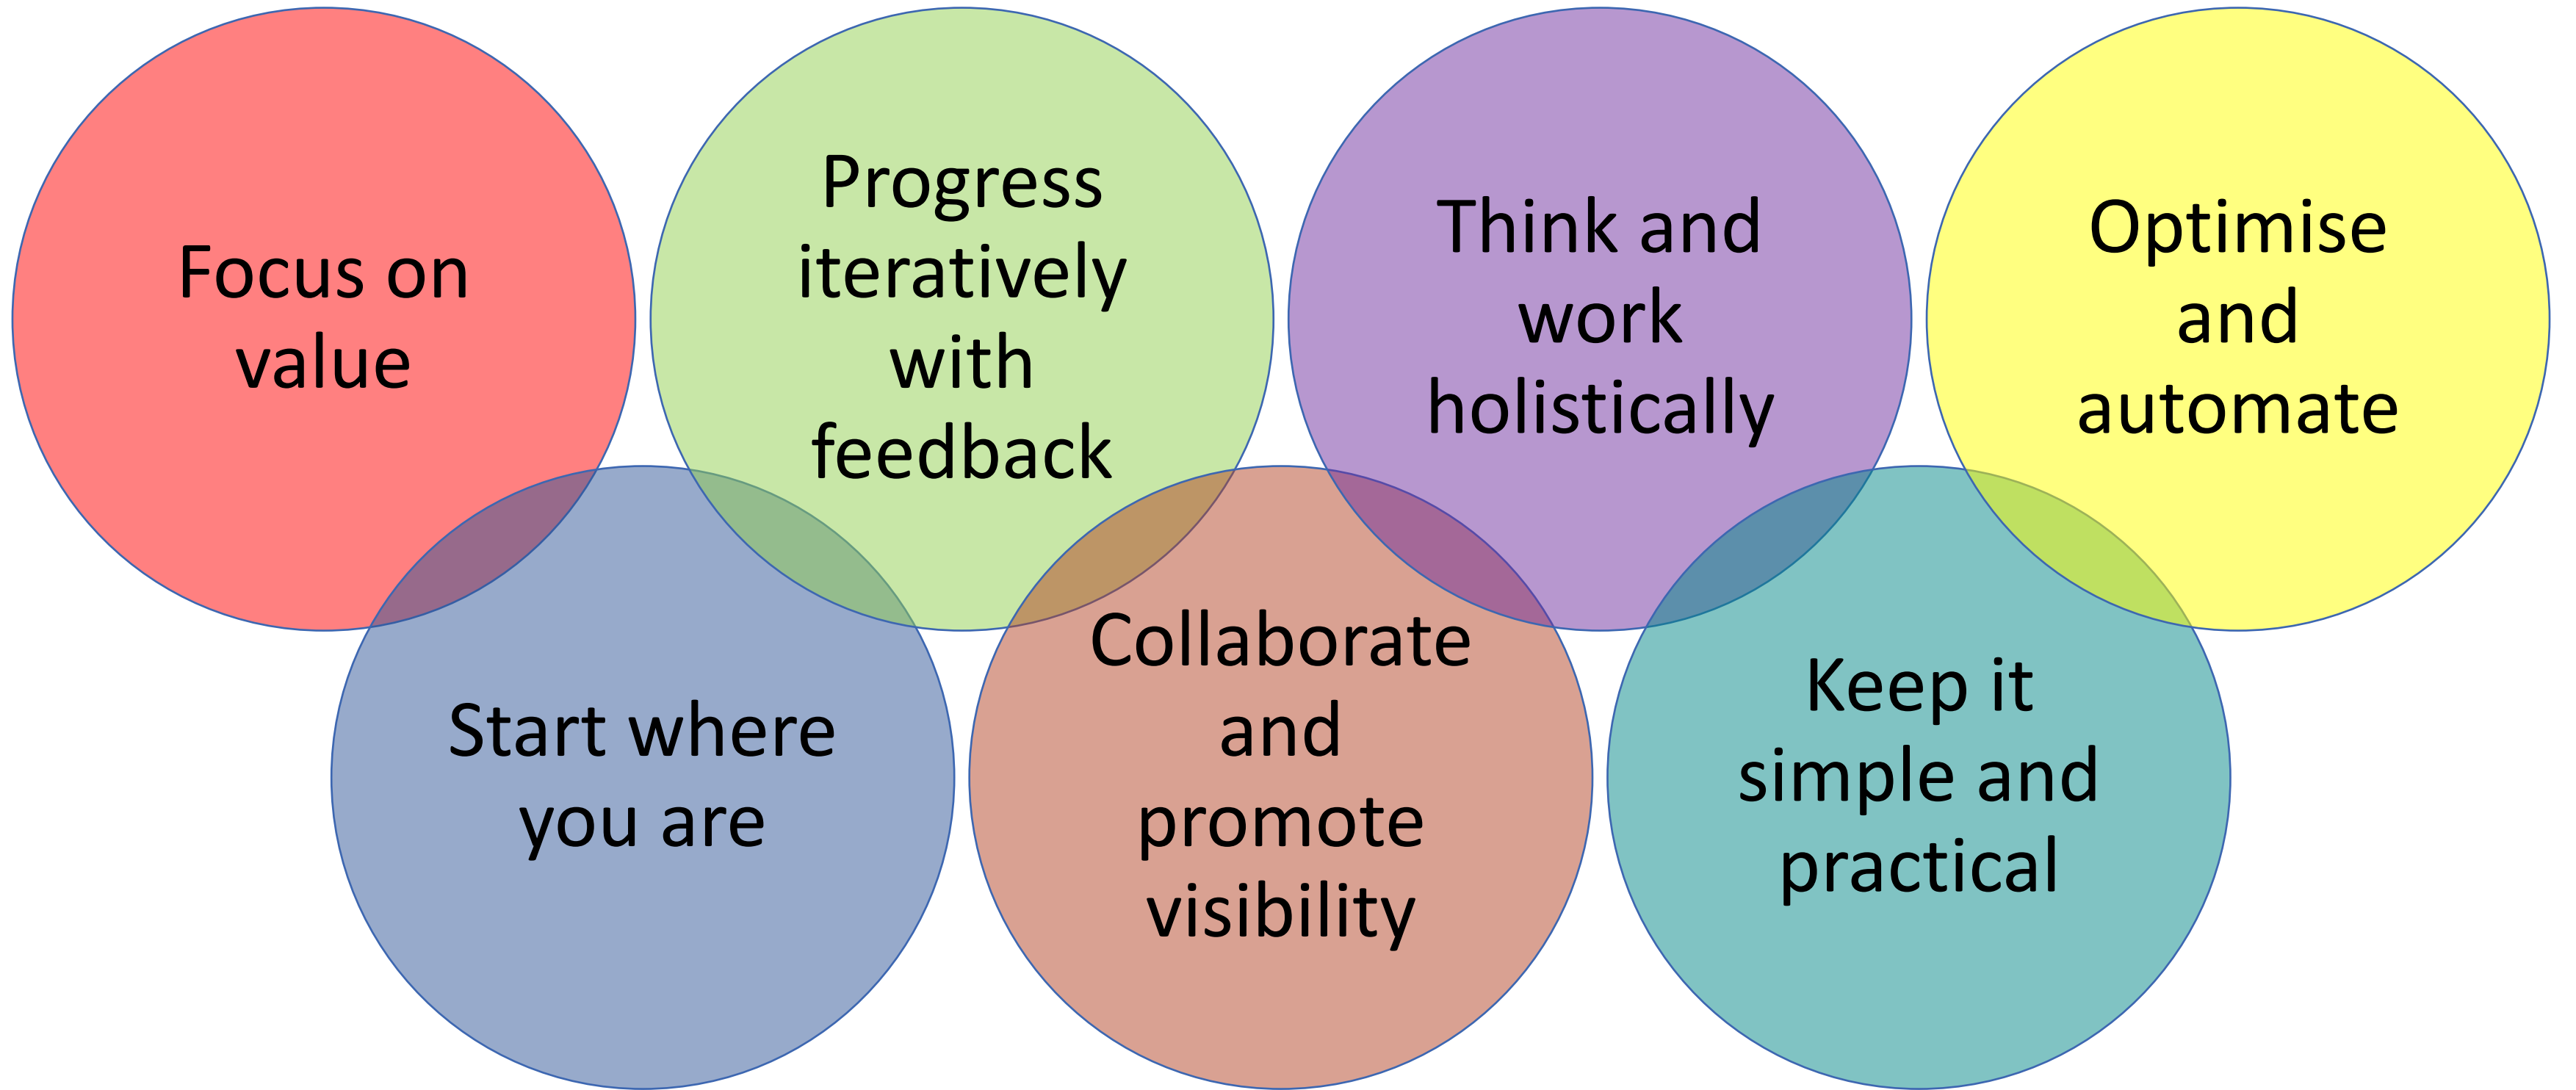 Focus on
value
Progress
iteratively
with
feedback
Think and
work
holistically
Optimise
and
automate
Start where
you are
Collaborate
and
promote
visibility
Keep it
simple and
practical